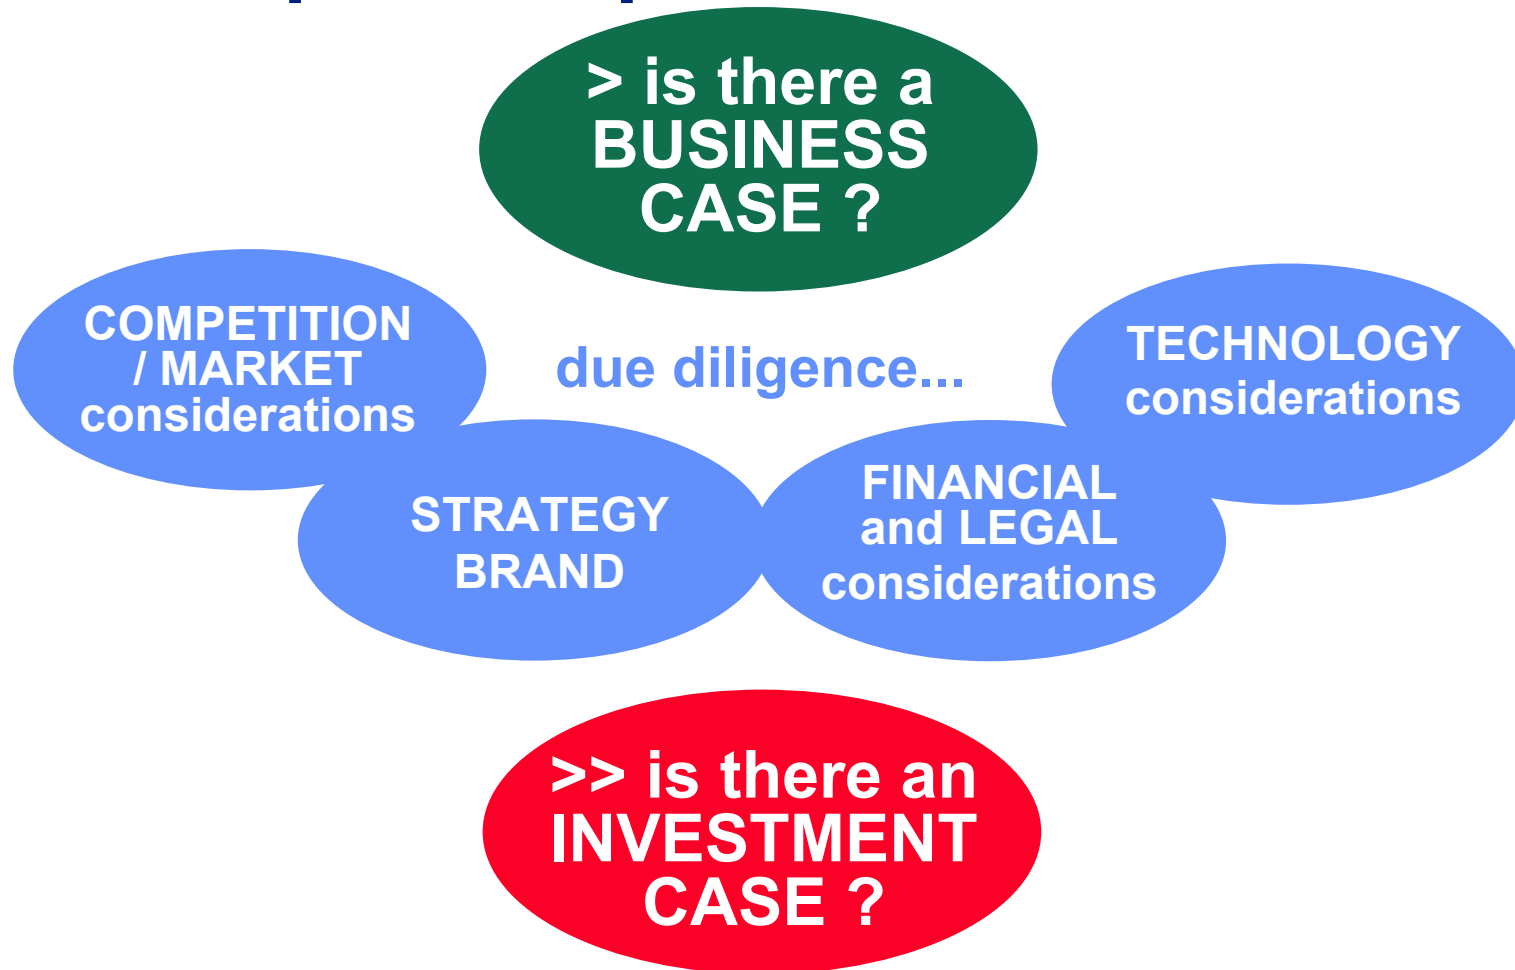 > is there a
BUSINESS
CASE ?
COMPETITION
/ MARKET
considerations
due diligence...
TECHNOLOGY
considerations
STRATEGY
BRAND
FINANCIAL
and LEGAL
considerations
>> is there an
INVESTMENT
CASE ?